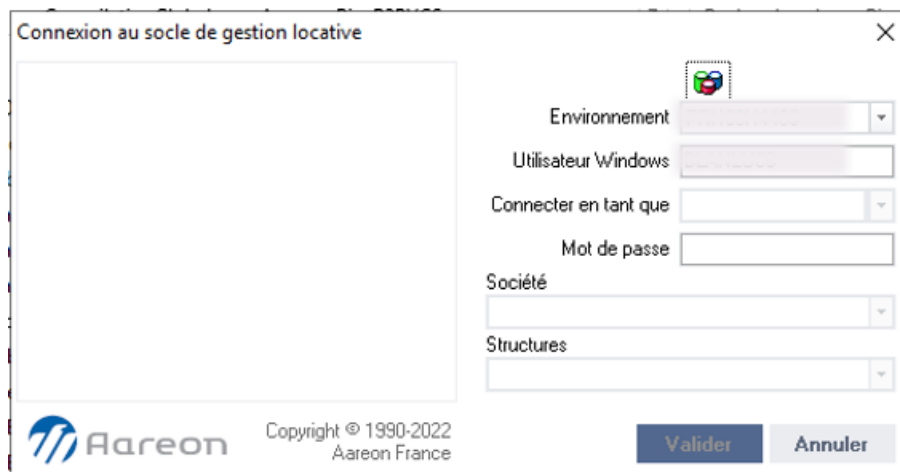 Connexion au socle de gestion locative
Environnement
Utilisateur Windows
Connecter en tant que
Mot de passe
Société
Structures
Aareon
Copyright © 1990-2022
Aareon France
Valider
Annuler